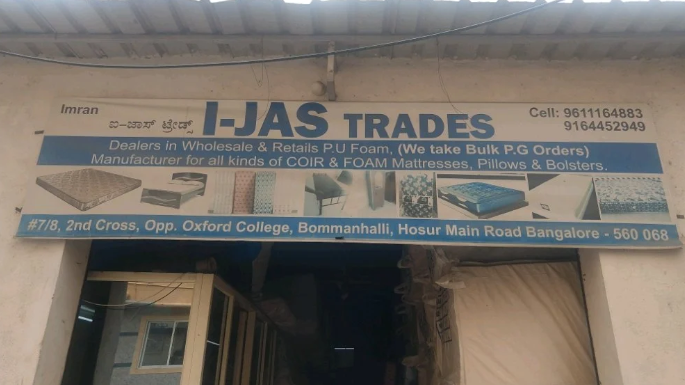 Imran
ಐ-ಜಾಸ್ ಟ್ರೇಡ್ಸ್ I-JAS TRADES
Cell: 9611164883
9164452949
Dealers in Wholesale & Retails P.U Foam, (We take Bulk P.G Orders)
Manufacturer for all kinds of COIR & FOAM Mattresses, Pillows & Bolsters.
#7/8, 2nd Cross, Opp. Oxford College, Bommanhalli, Hosur Main Road Bangalore - 560 068